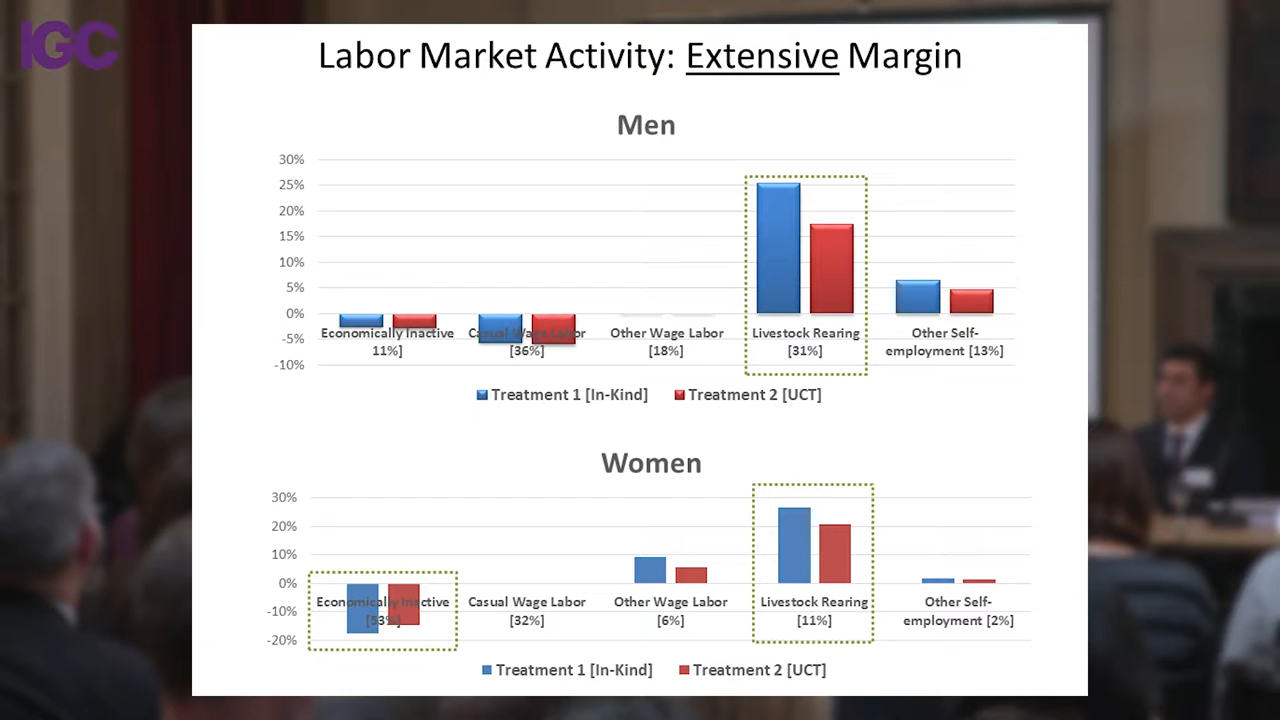 IGC
Labor Market Activity: Extensive Margin
Men
30%
25%
20%
15%
10%
5%
0%
-5%
-10%
Economically Inactive
11%]
Casual Wage Labor
[36%]
Other Wage Labor
[18%]
Livestock Rearing
[31%]
Other Self-
employment [13%]
Treatment 1 [In-Kind]
Treatment 2 [UCT]
Women
30%
20%
10%
0%
-10%
-20%
Economically Inactive
[53%]
Casual Wage Labor
[32%]
Other Wage Labor
[6%]
Livestock Rearing
[11%]
Other Self-
employment [2%]
Treatment 1 [In-Kind]
Treatment 2 [UCT]